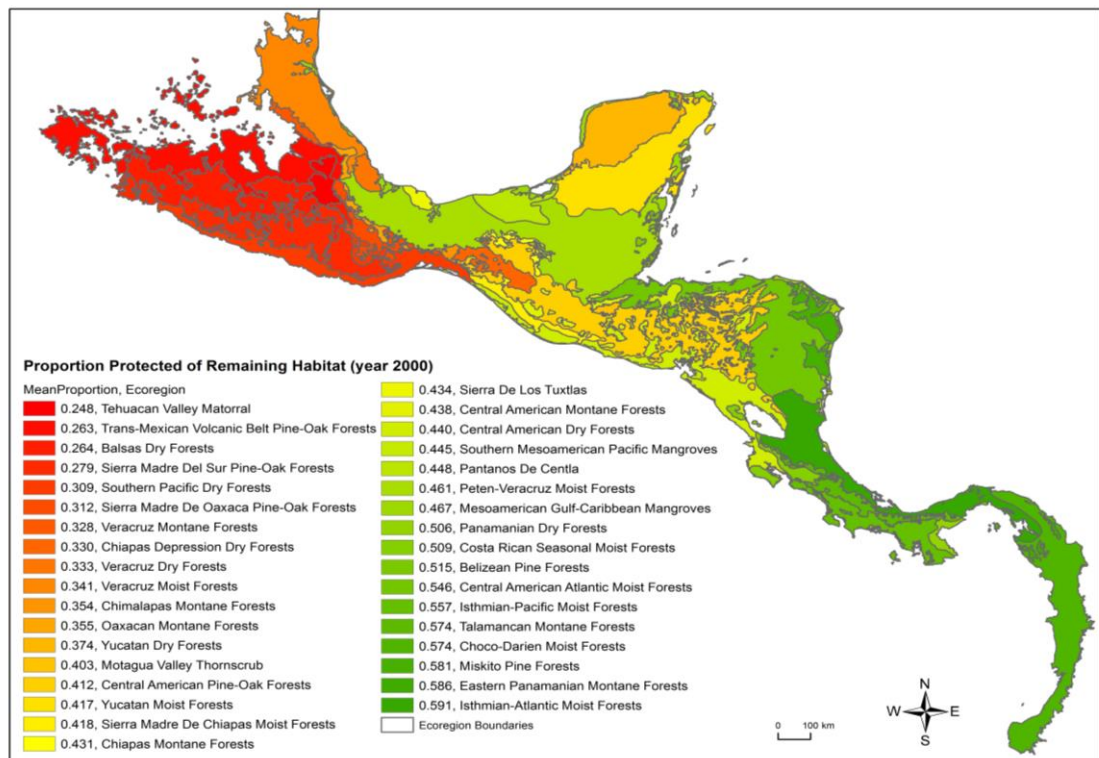 Proportion Protected of Remaining Habitat (year 2000)
MeanProportion, Ecoregion
0.248, Tehuacan Valley Matorral
0.263, Trans-Mexican Volcanic Belt Pine-Oak Forests
0.264, Balsas Dry Forests
0.279, Sierra Madre Del Sur Pine-Oak Forests
0.309, Southern Pacific Dry Forests
0.312, Sierra Madre De Oaxaca Pine-Oak Forests
0.328, Veracruz Montane Forests
0.330, Chiapas Depression Dry Forests
0.333, Veracruz Dry Forests
0.341, Veracruz Moist Forests
0.354, Chimalapas Montane Forests
0.355, Oaxacan Montane Forests
0.374, Yucatan Dry Forests
0.403, Motagua Valley Thornscrub
0.412, Central American Pine-Oak Forests
0.417, Yucatan Moist Forests
0.418, Sierra Madre De Chiapas Moist Forests
0.431, Chiapas Montane Forests
0.434, Sierra De Los Tuxtlas
0.438, Central American Montane Forests
0.440, Central American Dry Forests
0.445, Southern Mesoamerican Pacific Mangroves
0.448, Pantanos De Centla
0.461, Peten-Veracruz Moist Forests
0.467, Mesoamerican Gulf-Caribbean Mangroves
0.506, Panamanian Dry Forests
0.509, Costa Rican Seasonal Moist Forests
0.515, Belizean Pine Forests
0.546, Central American Atlantic Moist Forests
0.557, Isthmian-Pacific Moist Forests
0.574, Talamancan Montane Forests
0.574, Choco-Darien Moist Forests
0.581, Miskito Pine Forests
0.586, Eastern Panamanian Montane Forests
0.591, Isthmian-Atlantic Moist Forests
Ecoregion Boundaries
0 100 km
N
W E
S